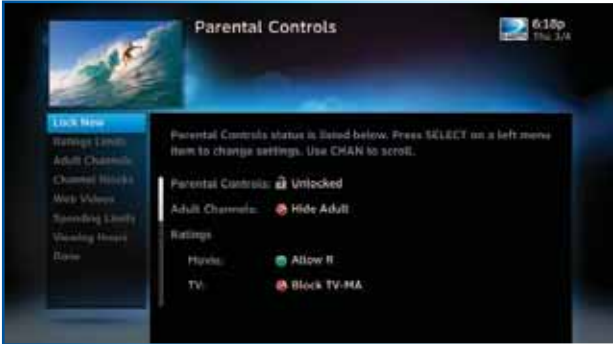 Parental Controls
6:18p
Thu 3/4
Lock Now
Ratings Limits
Adult Channels
Channel Blocks
Web Videos
Spending Limits
Viewing Hours
Done
Parental Controls status is listed below. Press SELECT on a left menu
item to change settings. Use CHAN to scroll.
Parental Controls: Unlocked
Adult Channels: Hide Adult
Ratings
Movie: Allow R
TV: Block TV-MA